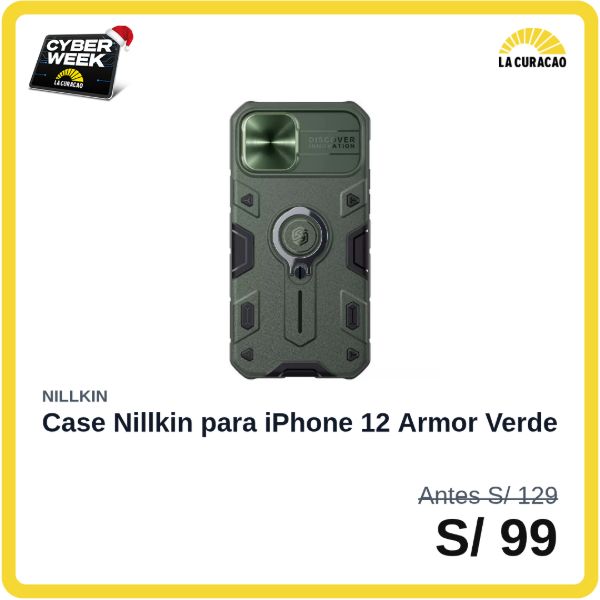 CYBER
WEEK
LA CURACAO
LA CURACAO
DISCOVER
INNOVATION
NILLKIN
Case Nillkin para iPhone 12 Armor Verde
Antes S/ 129
S/ 99